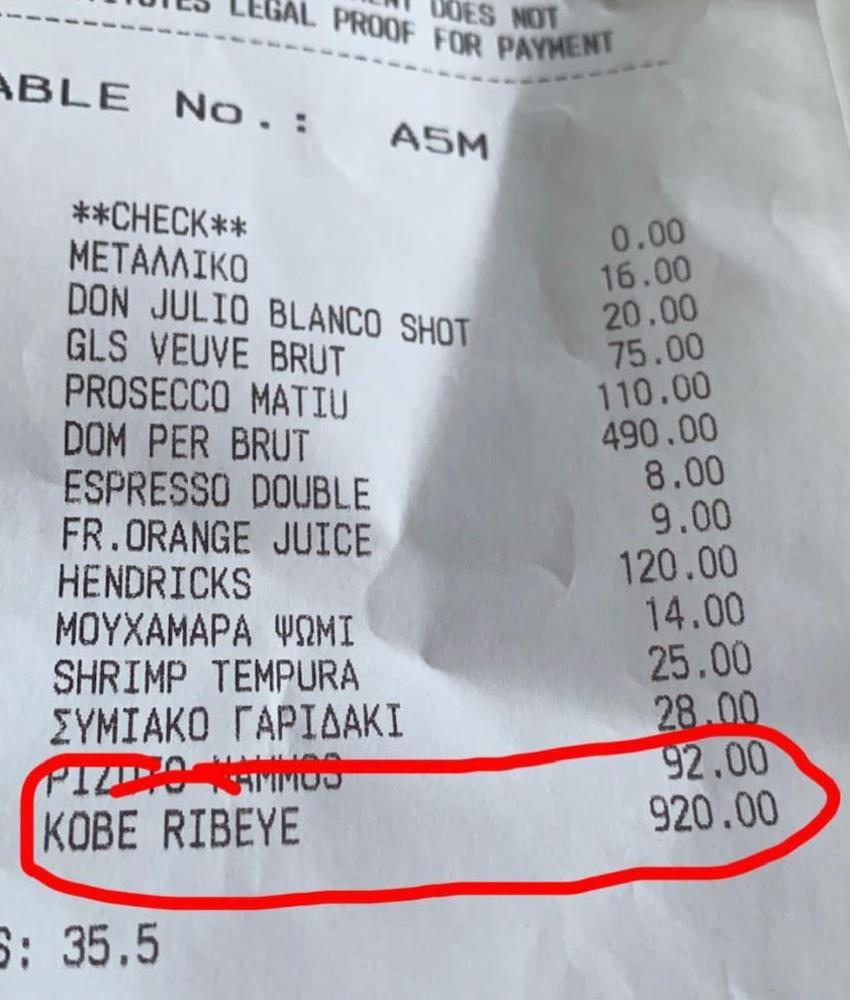 DOES NOT
LEGAL PROOF FOR PAYMENT
No.: A5M
**CHECK** 0.00
ΜΕΤΑΛΛΙΚΟ 16.00
DON JULIO BLANCO SHOT 20.00
GLS VEUVE BRUT 75.00
PROSECCO MATIU 110.00
DOM PER BRUT 490.00
ESPRESSO DOUBLE 8.00
FR.ORANGE JUICE 9.00
HENDRICKS 120.00
ΜΟΥΧΑΜΑΡΑ ΨΩΜΙ 14.00
SHRIMP TEMPURA 25.00
ΣΥΜΙΑΚΟ ΓΑΡΙΔΑΚΙ 28.00
92.00
KOBE RIBEYE 920.00
35.5